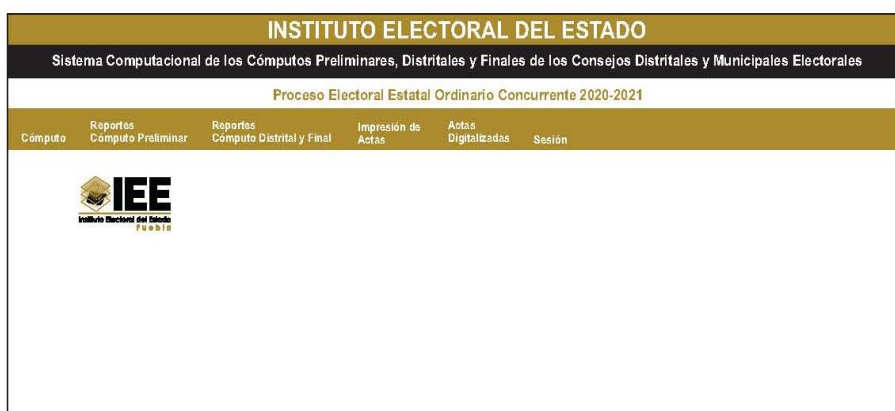 INSTITUTO ELECTORAL DEL ESTADO
Sistema Computacional de los Cómputos Preliminares, Distritales y Finales de los Consejos Distritales y Municipales Electorales
Proceso Electoral Estatal Ordinario Concurrente 2020-2021
Cómputo
Reportes
Cómputo Preliminar
Reportes
Cómputo Distrital y Final
Impresión de
Actas
Actas
Digitalizadas
Sesión
IEE
Instituto Electoral del Estado
Puebla